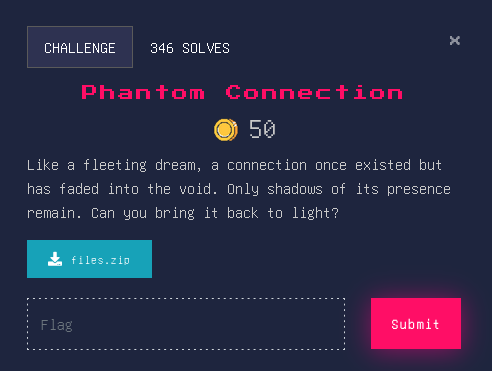 CHALLENGE 346 SOLVES ×
Phantom Connection
50
Like a fleeting dream, a connection once existed but
has faded into the void. Only shadows of its presence
remain. Can you bring it back to light?
files.zip
Flag Submit